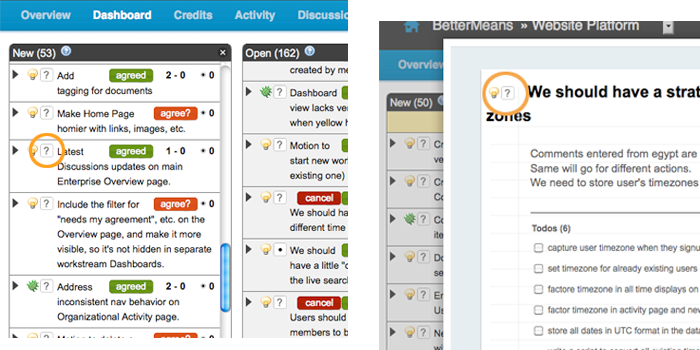 Overview Dashboard Credits Activity Discussio
New (53) ?
Add agreed 2 - 0 0
tagging for documents
? Make Home Page agree? 0
homier with links, images, etc.
? Latest agreed 1 - 0 0
Discussions updates on main
Enterprise Overview page.
? Include the filter for agree? 0
"needs my agreement", etc. on the
Overview page, and make it more
visible, so it's not hidden in separate
workstream Dashboards.
? Address agreed 2 - 0 0
inconsistent nav behavior on
Organizational Activity page.
Open (162) ?
created by me
? Dashboard
view lacks ver
when yellow h
? Motion to
start new wor
existing one)
? cancel
We should ha
different time
We should
have a little "c
the live searc
? cancel
Users should
members to b
BetterMeans » Website Platform
Overview
New (50)
? We should have a strat
zones
Comments entered from egypt are
Same will go for different actions.
We need to store user's timezones
Todos (6)
capture user timezone when they signu
set timezone for already existing users
factore timezone in all time displays on
factor timezone in activity page and nev
store all dates in UTC format in the data